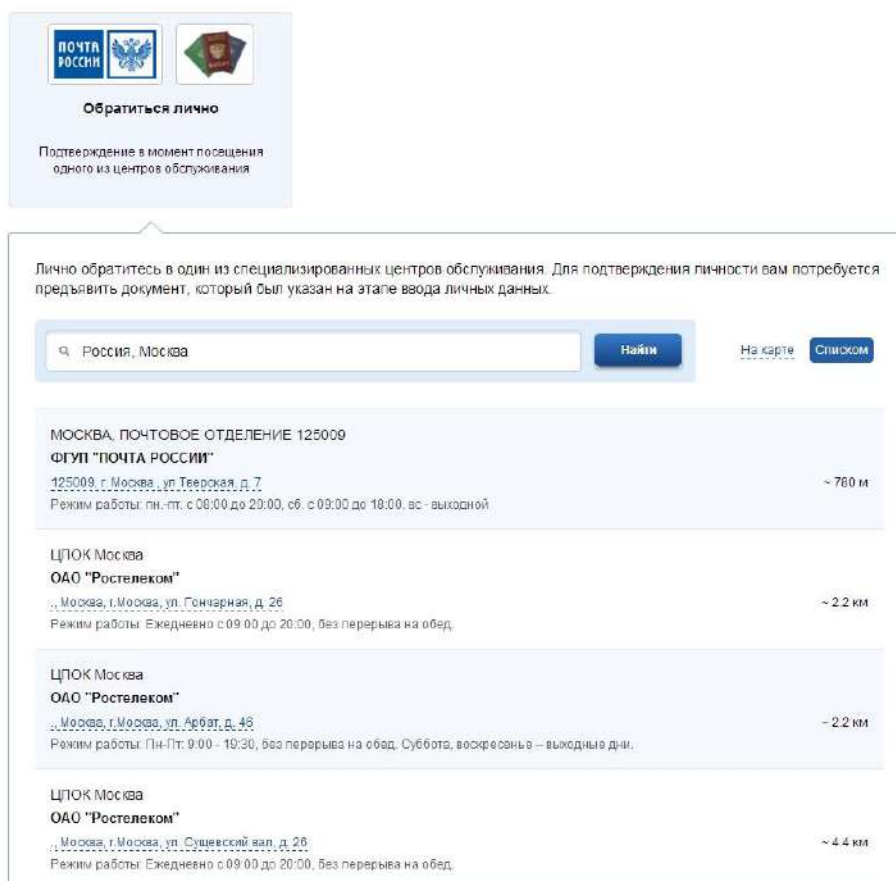 ПОЧТА
РОССИИ
Обратиться лично
Подтверждение в момент посещения
одного из центров обслуживания
Лично обратитесь в один из специализированных центров обслуживания. Для подтверждения личности вам потребуется
предъявить документ, который был указан на этапе ввода личных данных.
Россия, Москва
Найти
На карте
Списком
МОСКВА, ПОЧТОВОЕ ОТДЕЛЕНИЕ 125009
ФГУП "ПОЧТА РОССИИ"
125009, г. Москва , ул Тверская, д. 7
~ 780 м
Режим работы: пн.-пт. с 08:00 до 20:00, сб. с 09:00 до 18:00, вс - выходной
ЦПОК Москва
ОАО "Ростелеком"
., Москва, г.Москва, ул. Гончарная, д. 26
~ 2.2 км
Режим работы: Ежедневно с 09:00 до 20:00, без перерыва на обед.
ЦПОК Москва
ОАО "Ростелеком"
., Москва, г.Москва, ул. Арбат, д. 46
~ 2.2 км
Режим работы: Пн-Пт: 9:00 - 19:30, без перерыва на обед. Суббота, воскресенье – выходные дни.
ЦПОК Москва
ОАО "Ростелеком"
., Москва, г.Москва, ул. Сущевский вал, д. 26
~ 4.4 км
Режим работы: Ежедневно с 09:00 до 20:00, без перерыва на обед.